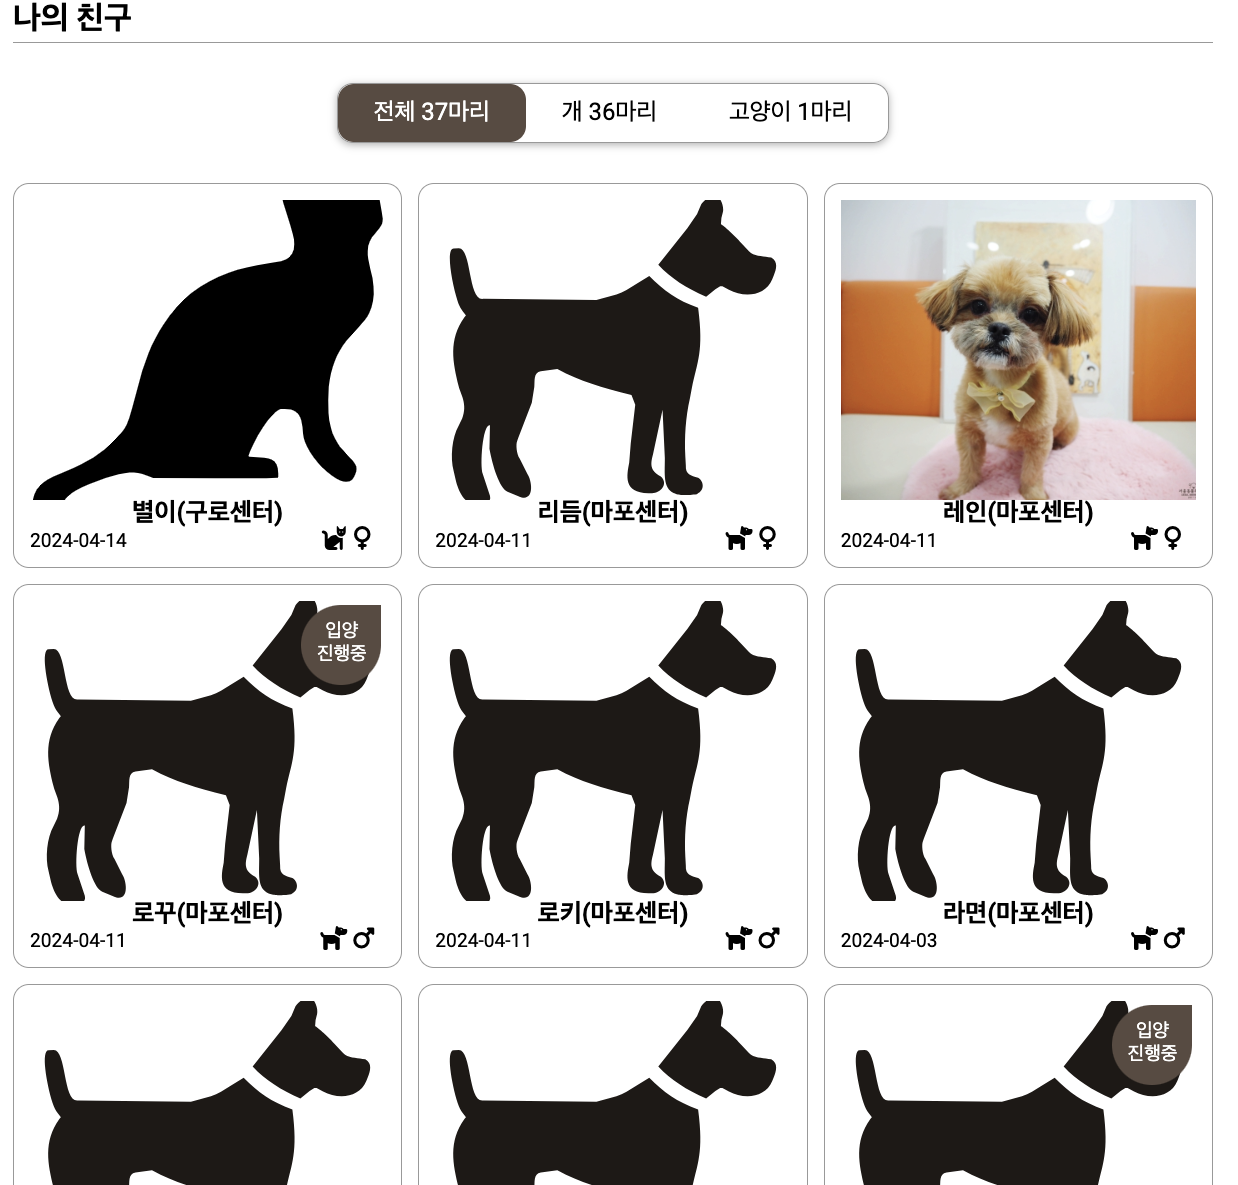 나의 친구
전체 37마리
개 36마리
고양이 1마리
별이(구로센터)
2024-04-14
리듬(마포센터)
2024-04-11
레인(마포센터)
2024-04-11
입양
진행중
로꾸(마포센터)
2024-04-11
로키(마포센터)
2024-04-11
라면(마포센터)
2024-04-03
입양
진행중